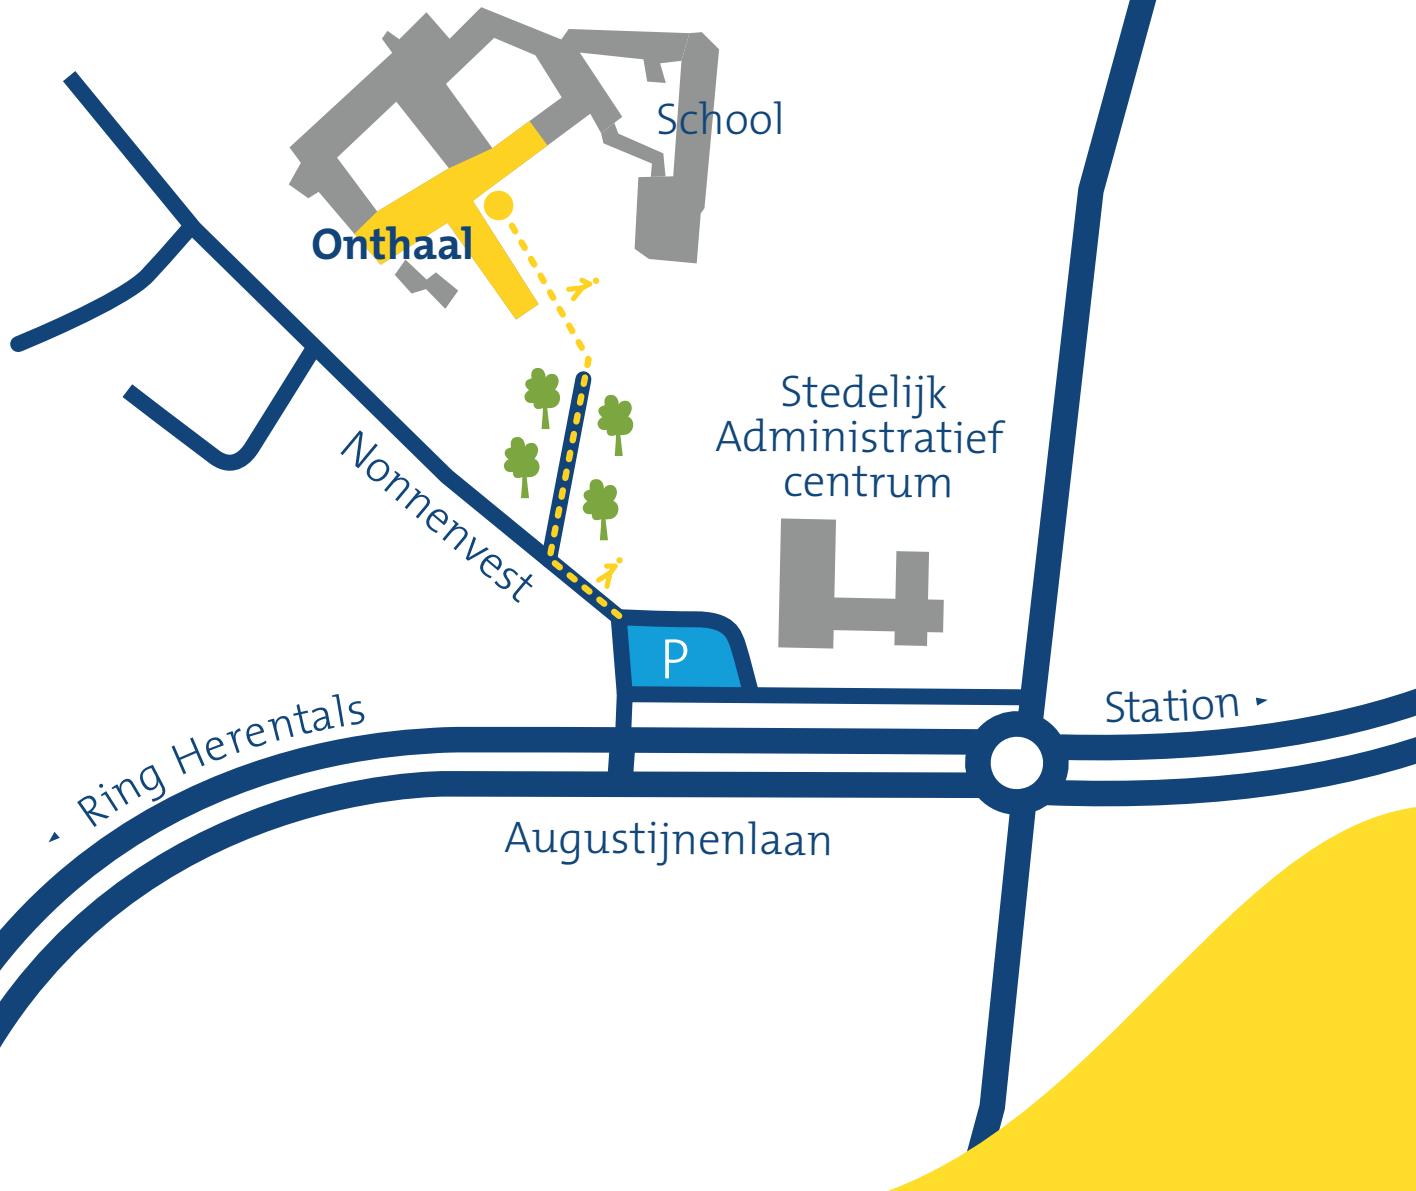 School
Onthaal
Stedelijk
Administratief
centrum
Nonnenvest
P
Station
Ring Herentals
Augustijnenlaan